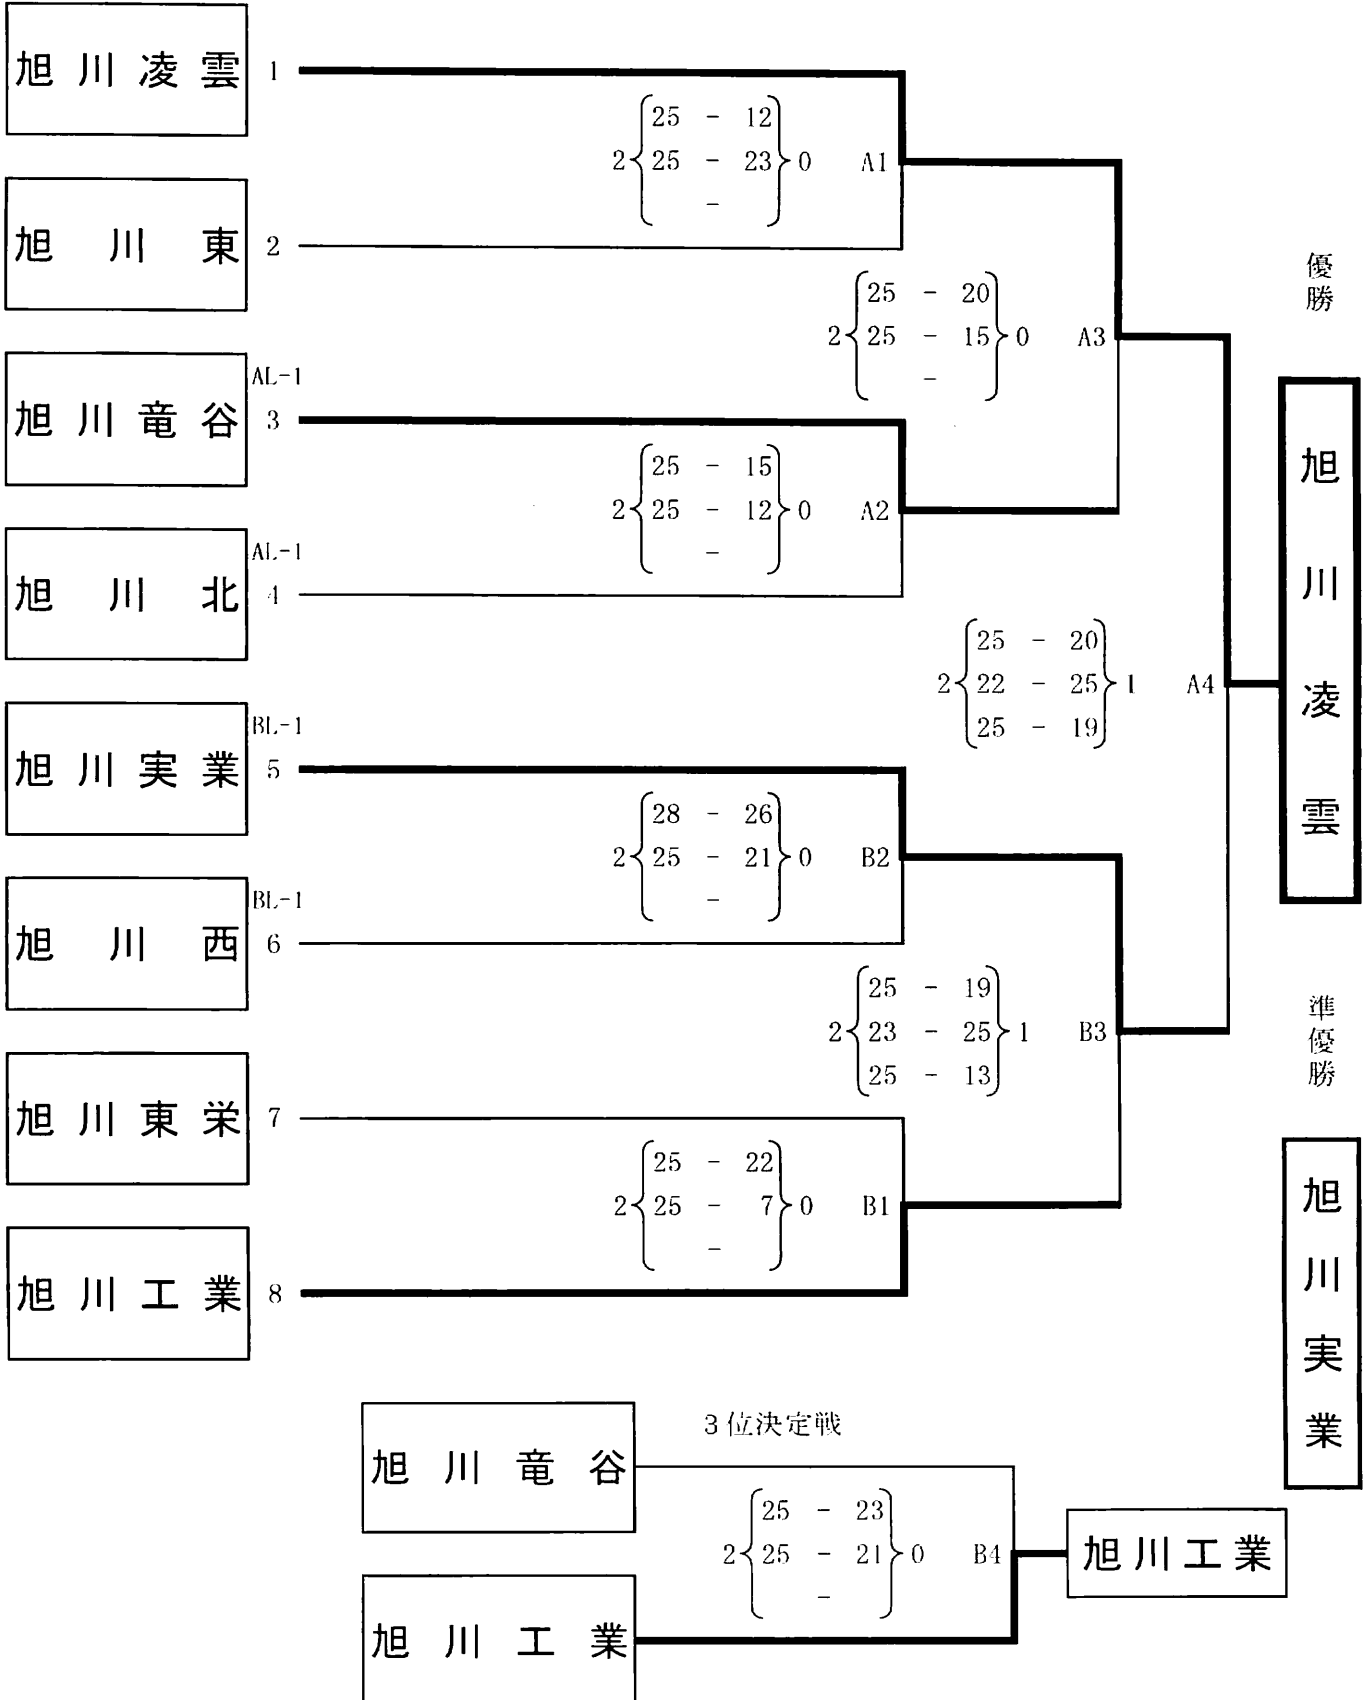 旭川凌雲 1
25 - 12
2 25 - 23 0 A1
-
旭川東 2
優勝
25 - 20
2 25 - 15 0 A3
-
AL-1
旭川竜谷 3
25 - 15
2 25 - 12 0 A2
-
AL-1
旭川北 4
旭川凌雲
25 - 20
2 22 - 25 1 A4
25 - 19
BL-1
旭川実業 5
28 - 26
2 25 - 21 0 B2
-
BL-1
旭川西 6
25 - 19
2 23 - 25 1 B3
25 - 13
準優勝
旭川東栄 7
25 - 22
2 25 - 7 0 B1
-
旭川工業 8
旭川実業
3位決定戦
旭川竜谷
25 - 23
2 25 - 21 0 B4
-
旭川工業
旭川工業